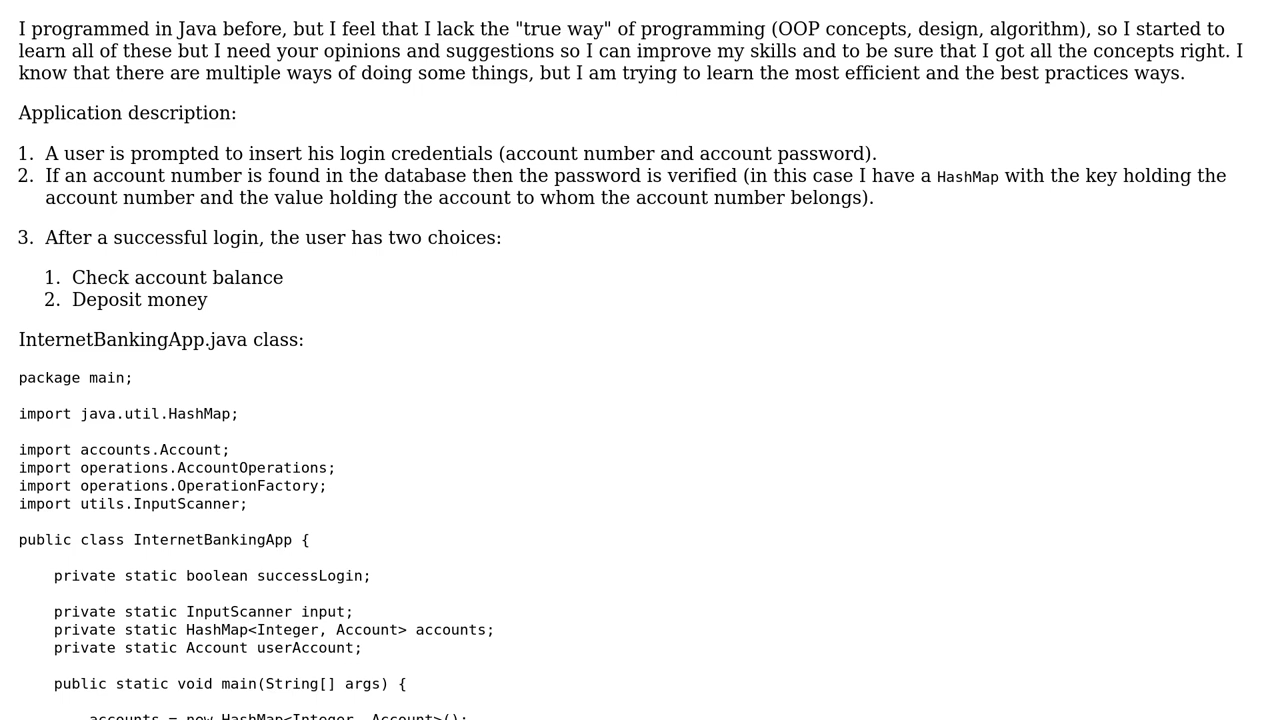 I programmed in Java before, but I feel that I lack the "true way" of programming (OOP concepts, design, algorithm), so I started to
learn all of these but I need your opinions and suggestions so I can improve my skills and to be sure that I got all the concepts right. I
know that there are multiple ways of doing some things, but I am trying to learn the most efficient and the best practices ways.
Application description:
1. A user is prompted to insert his login credentials (account number and account password).
2. If an account number is found in the database then the password is verified (in this case I have a HashMap with the key holding the
account number and the value holding the account to whom the account number belongs).
3. After a successful login, the user has two choices:
1. Check account balance
2. Deposit money
InternetBankingApp.java class:
package main;
import java.util.HashMap;
import accounts.Account;
import operations.AccountOperations;
import operations.OperationFactory;
import utils.InputScanner;
public class InternetBankingApp {
private static boolean successLogin;
private static InputScanner input;
private static HashMap<Integer, Account> accounts;
private static Account userAccount;
public static void main(String[] args) {
accounts = new HashMap<Integer, Account>();